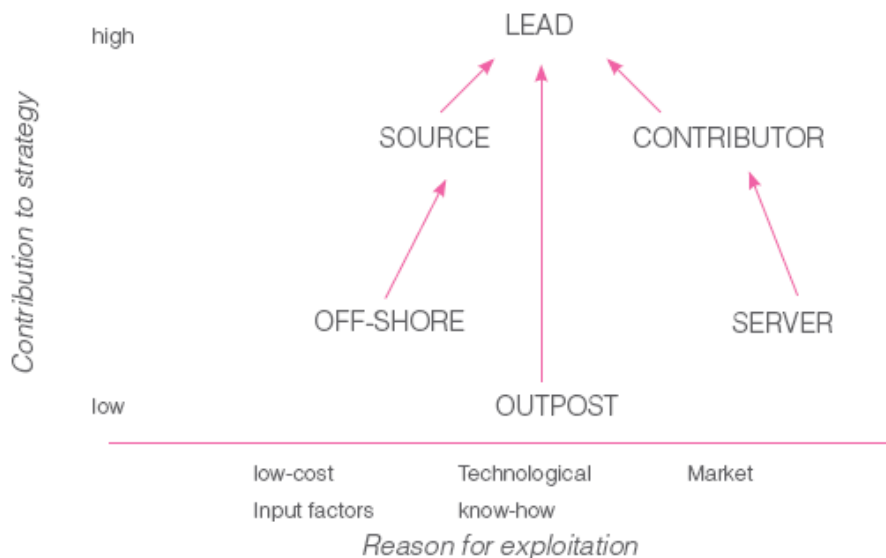 LEAD
high
SOURCE
CONTRIBUTOR
Contribution to strategy
OFF-SHORE
SERVER
low
OUTPOST
low-cost
Technological
Market
Input factors
know-how
Reason for exploitation